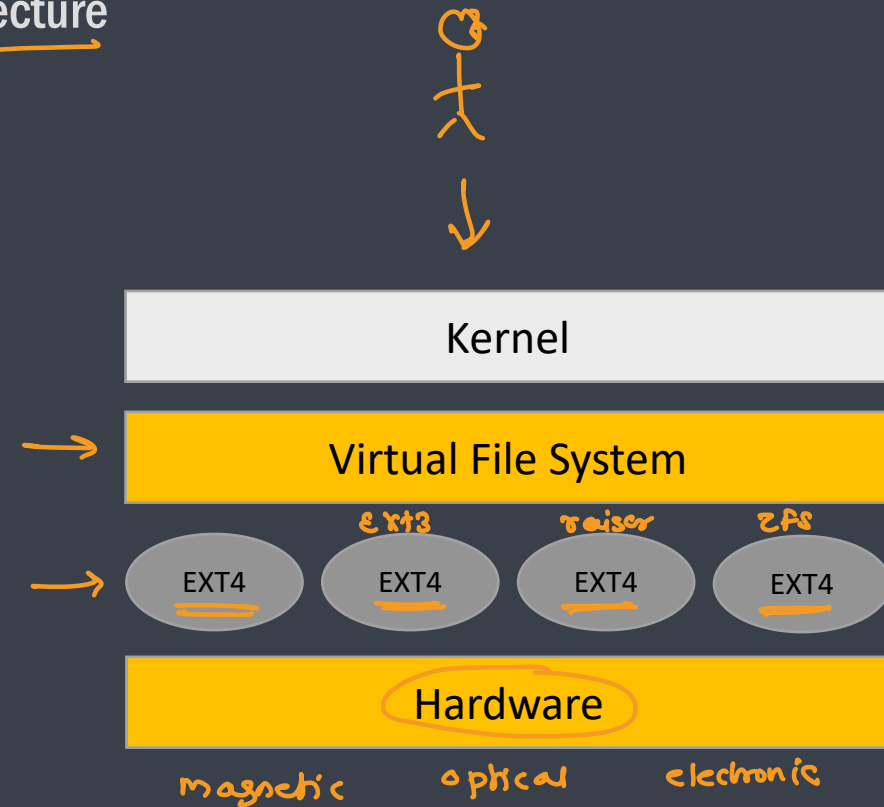 ecture
Kernel
Virtual File System
Ext3 raiser zfs
EXT4 EXT4 EXT4 EXT4
Hardware
magnetic optical electronic